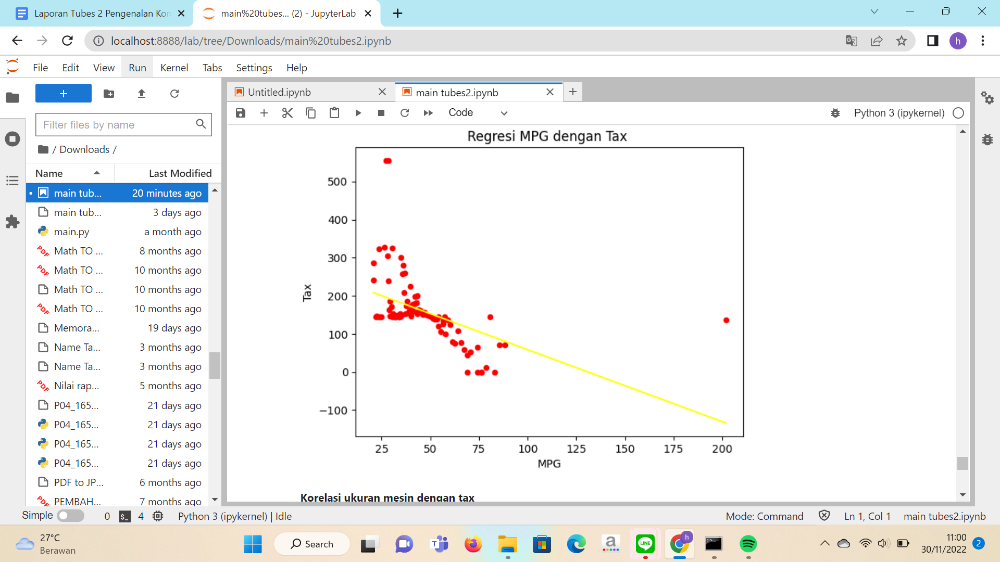 Laporan Tubes 2 Pengenalan Kon
main%20tubes... (2) - JupyterLab
localhost:8888/lab/tree/Downloads/main%20tubes2.ipynb
h
File Edit View Run Kernel Tabs Settings Help
Untitled.ipynb
main tubes2.ipynb
Code
Python 3 (ipykernel)
Filter files by name
/ Downloads /
Name Last Modified
main tub... 20 minutes ago
main tub... 3 days ago
main.py a month ago
Math TO ... 8 months ago
Math TO ... 10 months ago
Math TO ... 10 months ago
Math TO ... 10 months ago
Memora... 19 days ago
Name Ta... 3 months ago
Name Ta... 3 months ago
Nilai rap... 5 months ago
P04_165... 21 days ago
P04_165... 21 days ago
P04_165... 21 days ago
P04_165... 21 days ago
PDF to JP... 6 months ago
PEMBAH... 7 months ago
Regresi MPG dengan Tax
500
400
300
200
100
0
−100
Tax
25 50 75 100 125 150 175 200
MPG
Korelasi ukuran mesin dengan tax
Simple 0 $_ 4 Python 3 (ipykernel) | Idle
Mode: Command Ln 1, Col 1 main tubes2.ipynb
27°C
Berawan
Search
LINE
h
11:00
30/11/2022
2